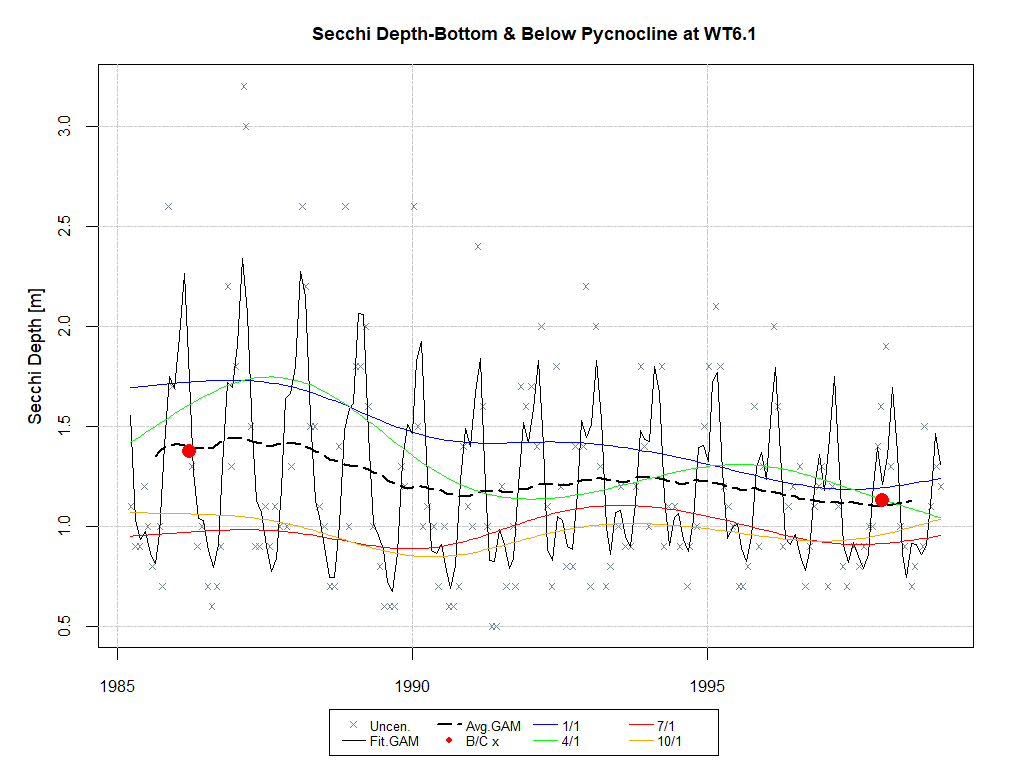 Secchi Depth-Bottom & Below Pycnocline at WT6.1
3.0
2.5
2.0
1.5
1.0
0.5
Secchi Depth [m]
1985 1990 1995
Uncen. Avg.GAM 1/1 7/1
Fit.GAM B/C x 4/1 10/1